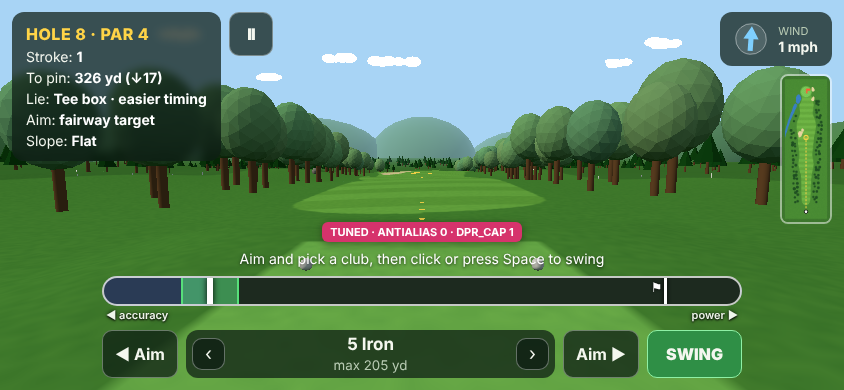 HOLE 8 · PAR 4
Stroke: 1
To pin: 326 yd (↓17)
Lie: Tee box · easier timing
Aim: fairway target
Slope: Flat
WIND
1 mph
TUNED · ANTIALIAS 0 · DPR_CAP 1
Aim and pick a club, then click or press Space to swing
◀ accuracy
power ▶
◀ Aim
‹
5 Iron
max 205 yd
›
Aim ▶
SWING